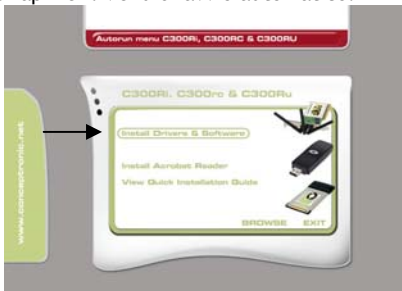 Autorun menu C300Ri, C300RC & C300RU
C300Ri, C300rc & C300Ru
www.conceptronic.net
Install Drivers & Software
Install Acrobat Reader
View Quick Installation Guide
BROWSE EXIT